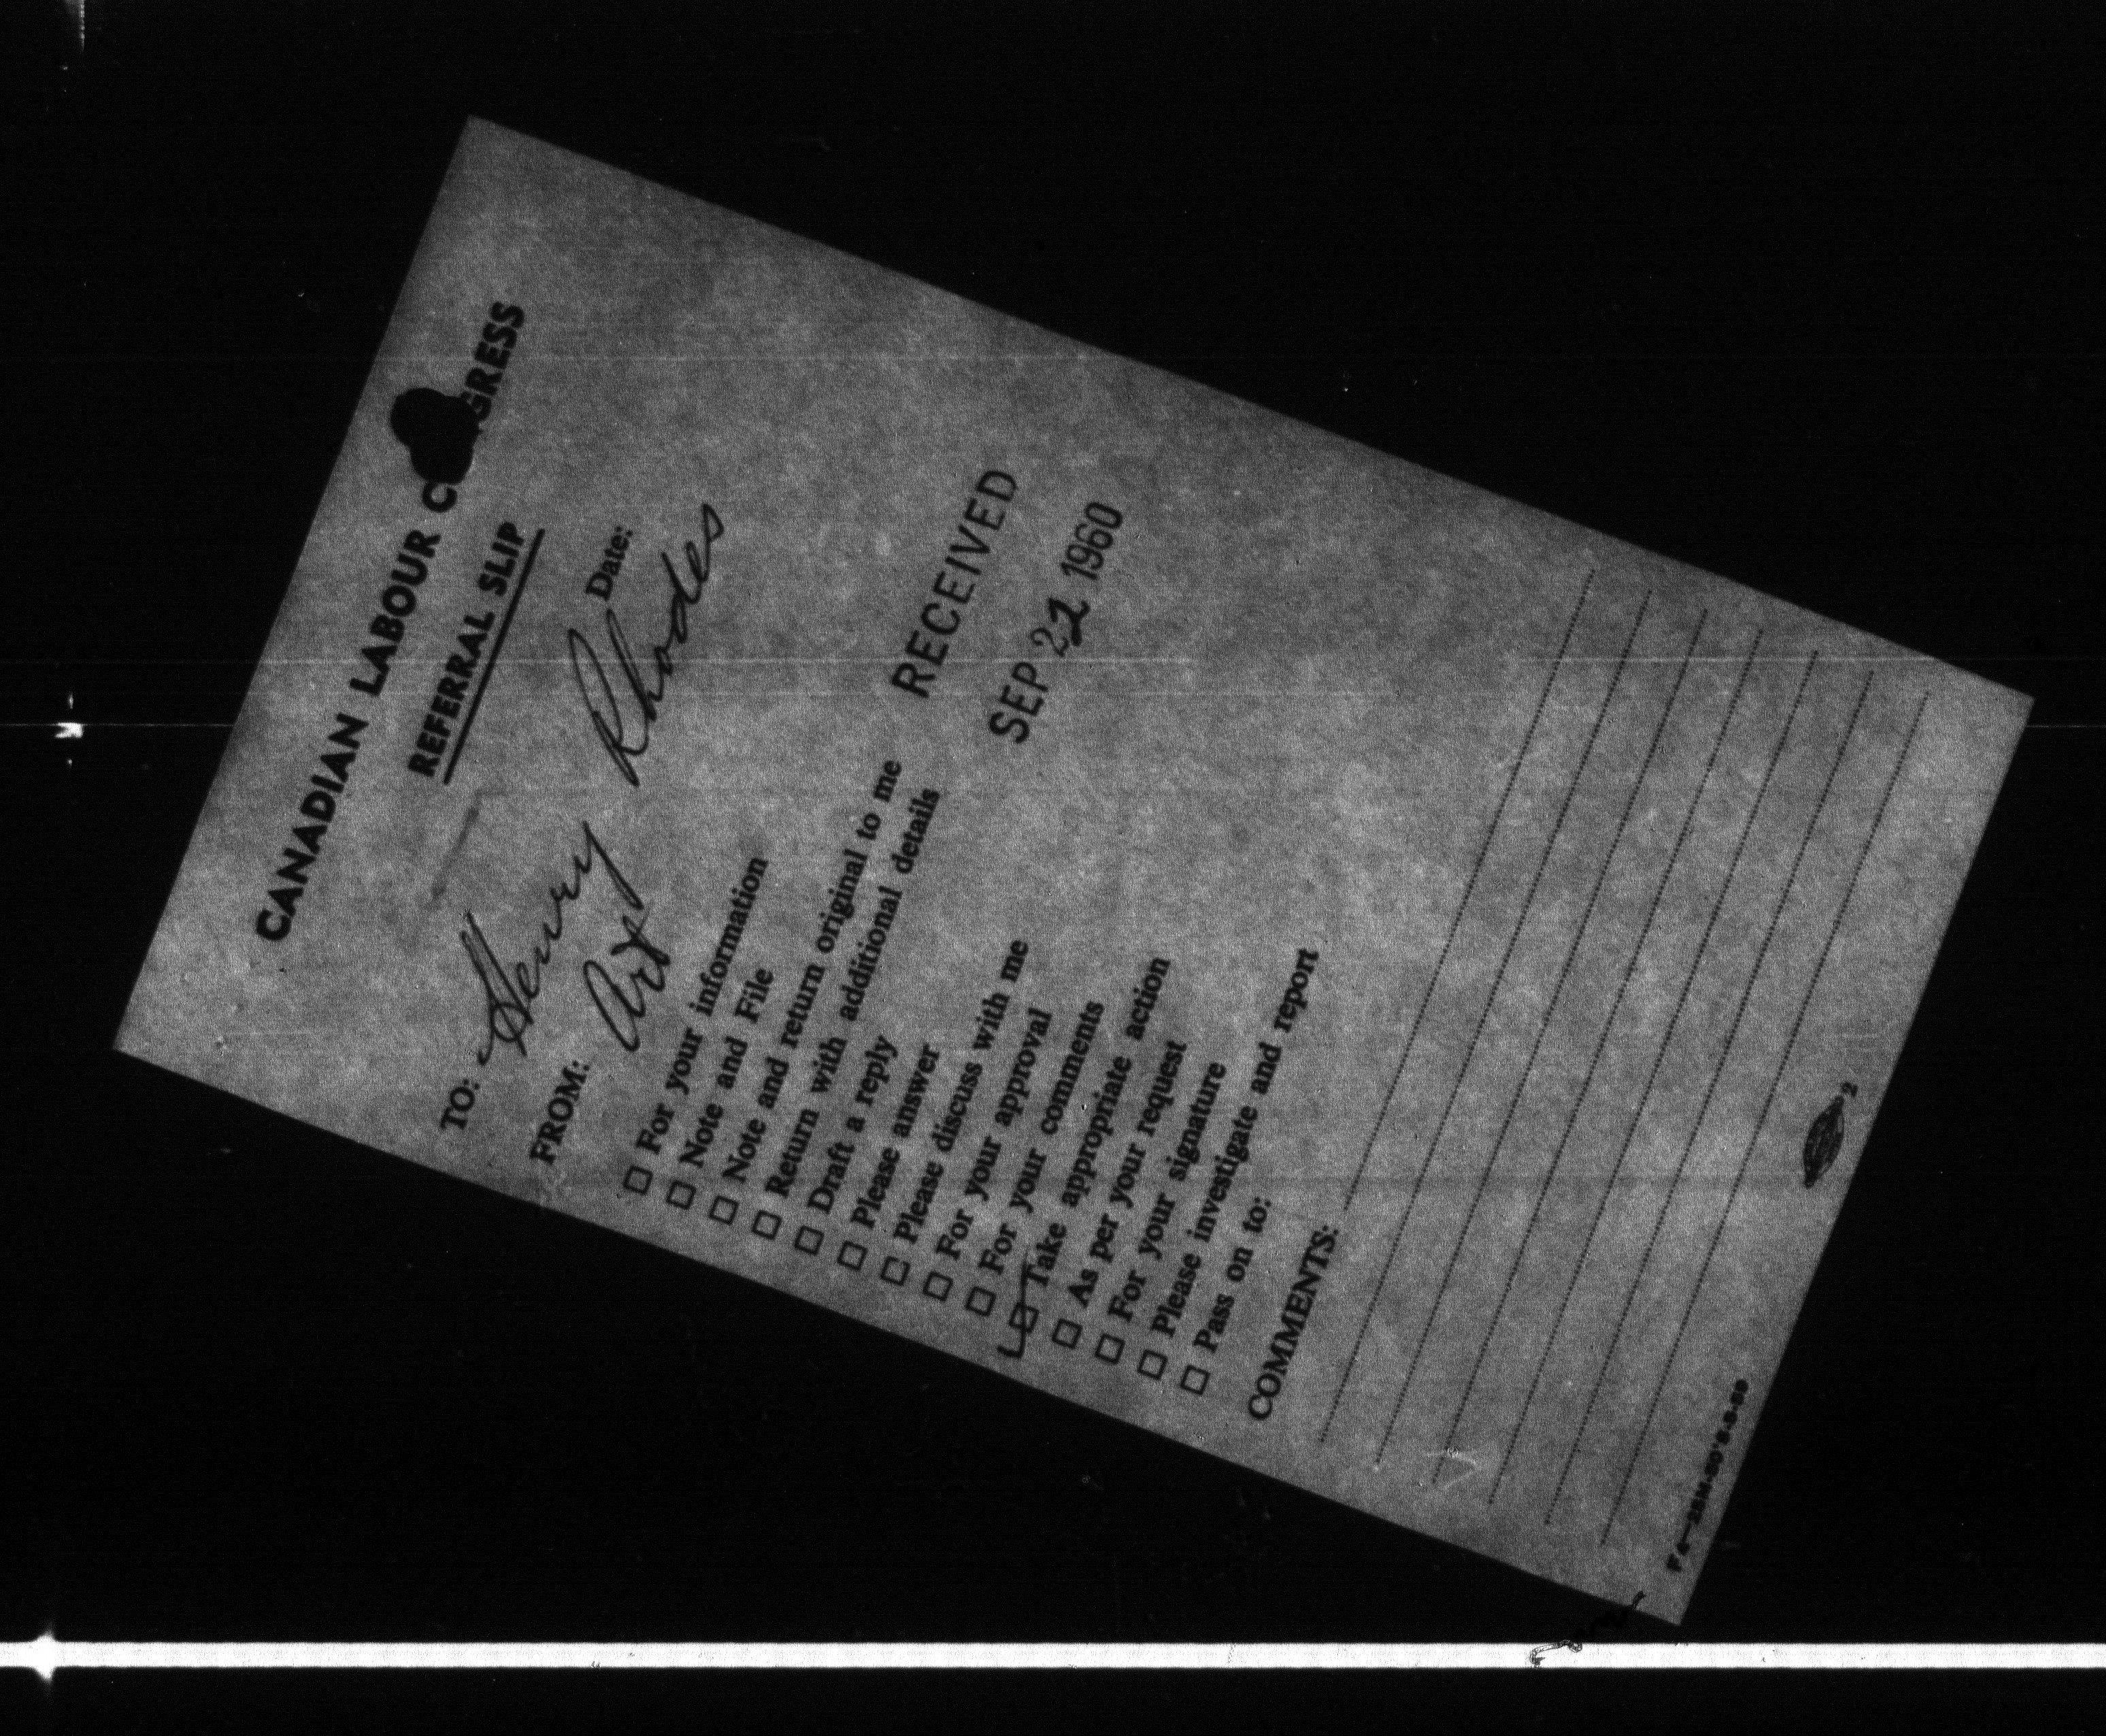 CANADIAN LABOUR C GRESS
REFERRAL SLIP
Date:
TO: Henry Rhodes
FROM: Art
☐ For your information
☐ Note and File
☐ Note and return original to me
☐ Return with additional details
☐ Draft a reply
☐ Please answer
☐ Please discuss with me
☐ For your approval
☐ For your comments
☑ Take appropriate action
☐ As per your request
☐ For your signature
☐ Please investigate and report
☐ Pass on to:
RECEIVED
SEP 1960
COMMENTS:
2